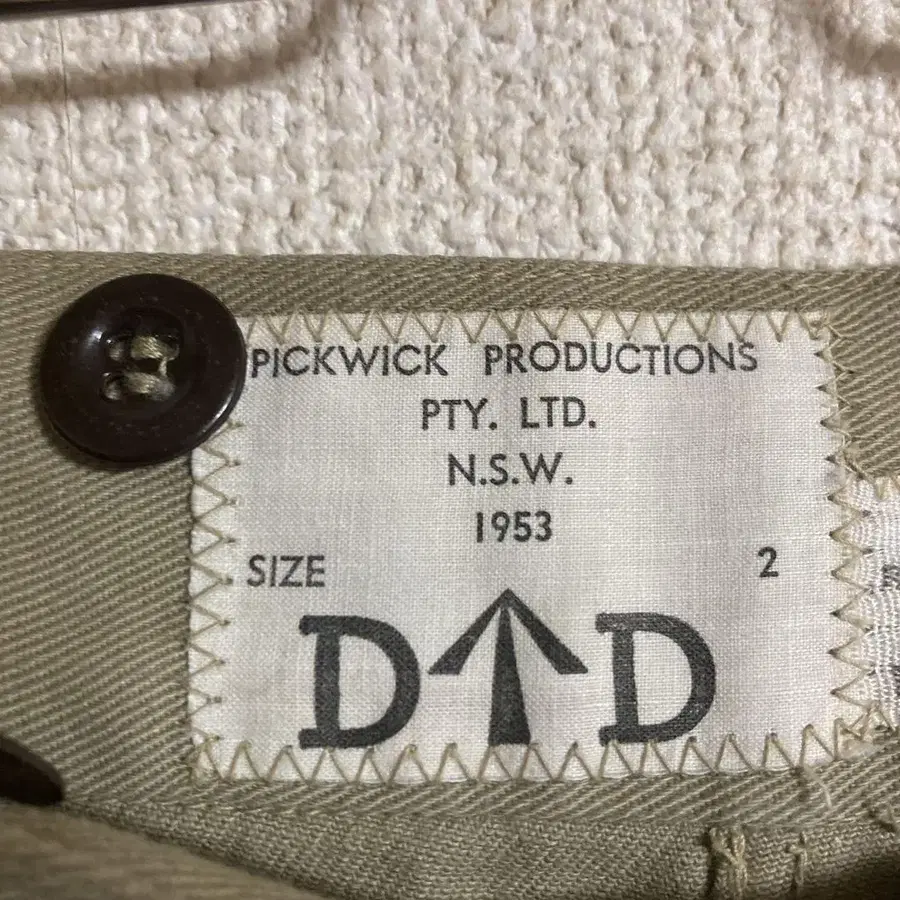 PICKWICK PRODUCTIONS
PTY. LTD.
N.S.W.
1953
SIZE 2
D D